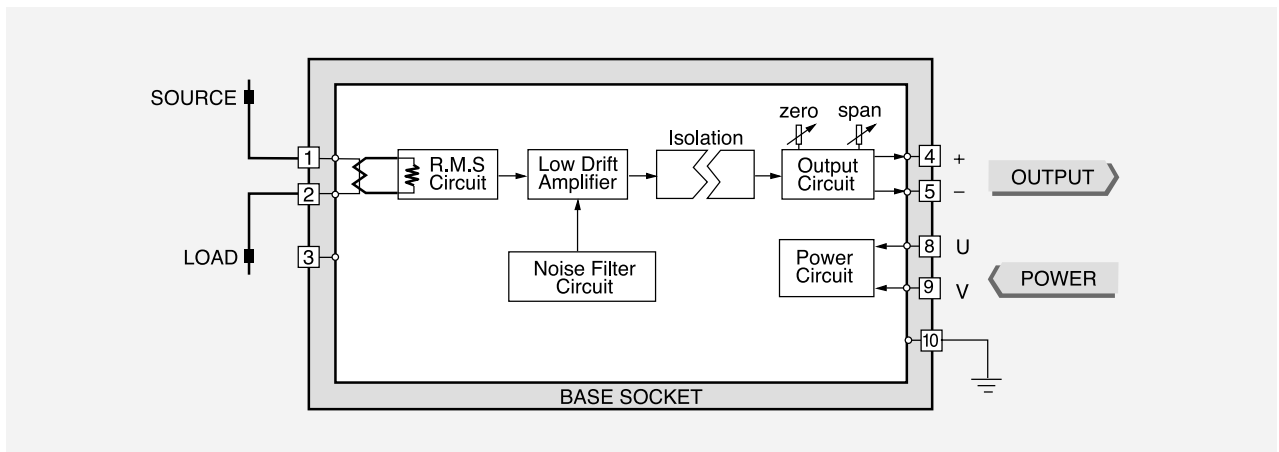 SOURCE
LOAD
1
2
3
R.M.S
Circuit
Low Drift
Amplifier
Noise Filter
Circuit
Isolation
zero
span
Output
Circuit
Power
Circuit
4 +
5 −
8 U
9 V
10
OUTPUT
POWER
BASE SOCKET